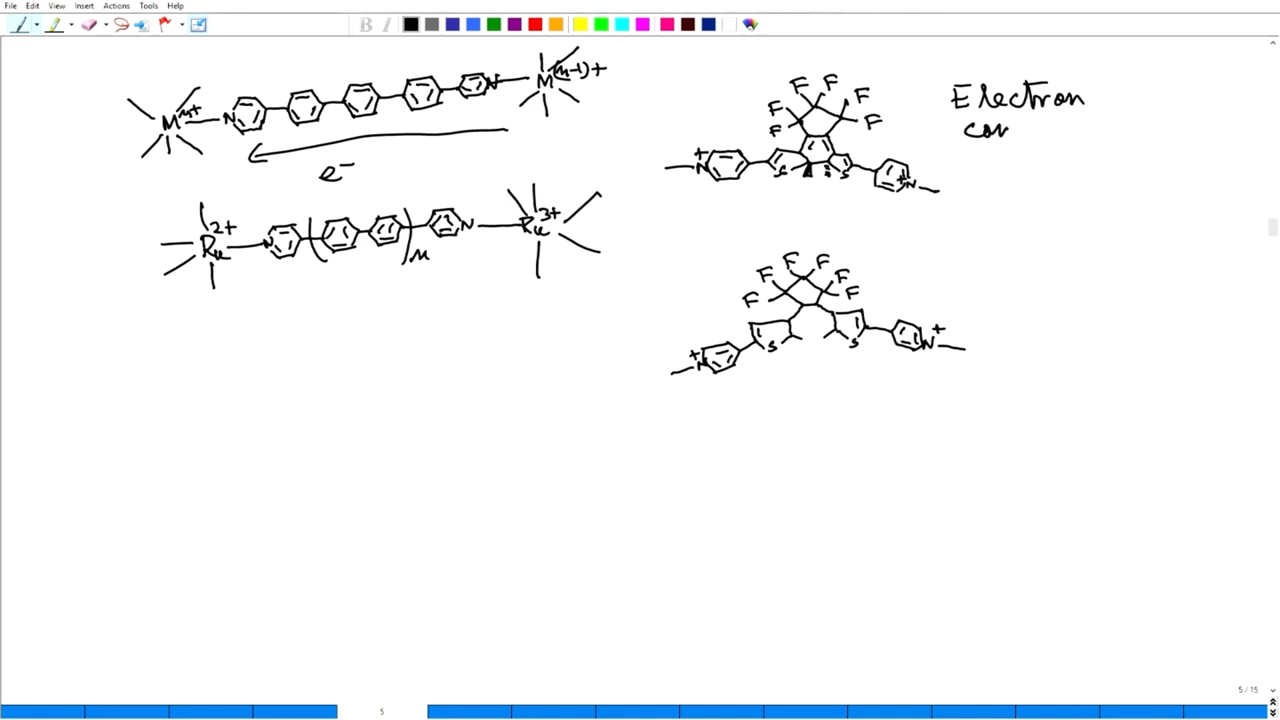 File Edit View Insert Actions Tools Help
B I
M n+
N
N
M (n-1)+
e-
Ru 2+
N
n
N
Ru 3+
F F F F F F
N +
S
S
+ N
Electron
con
F F F F F F
N +
S
S
N +
5 / 15
5